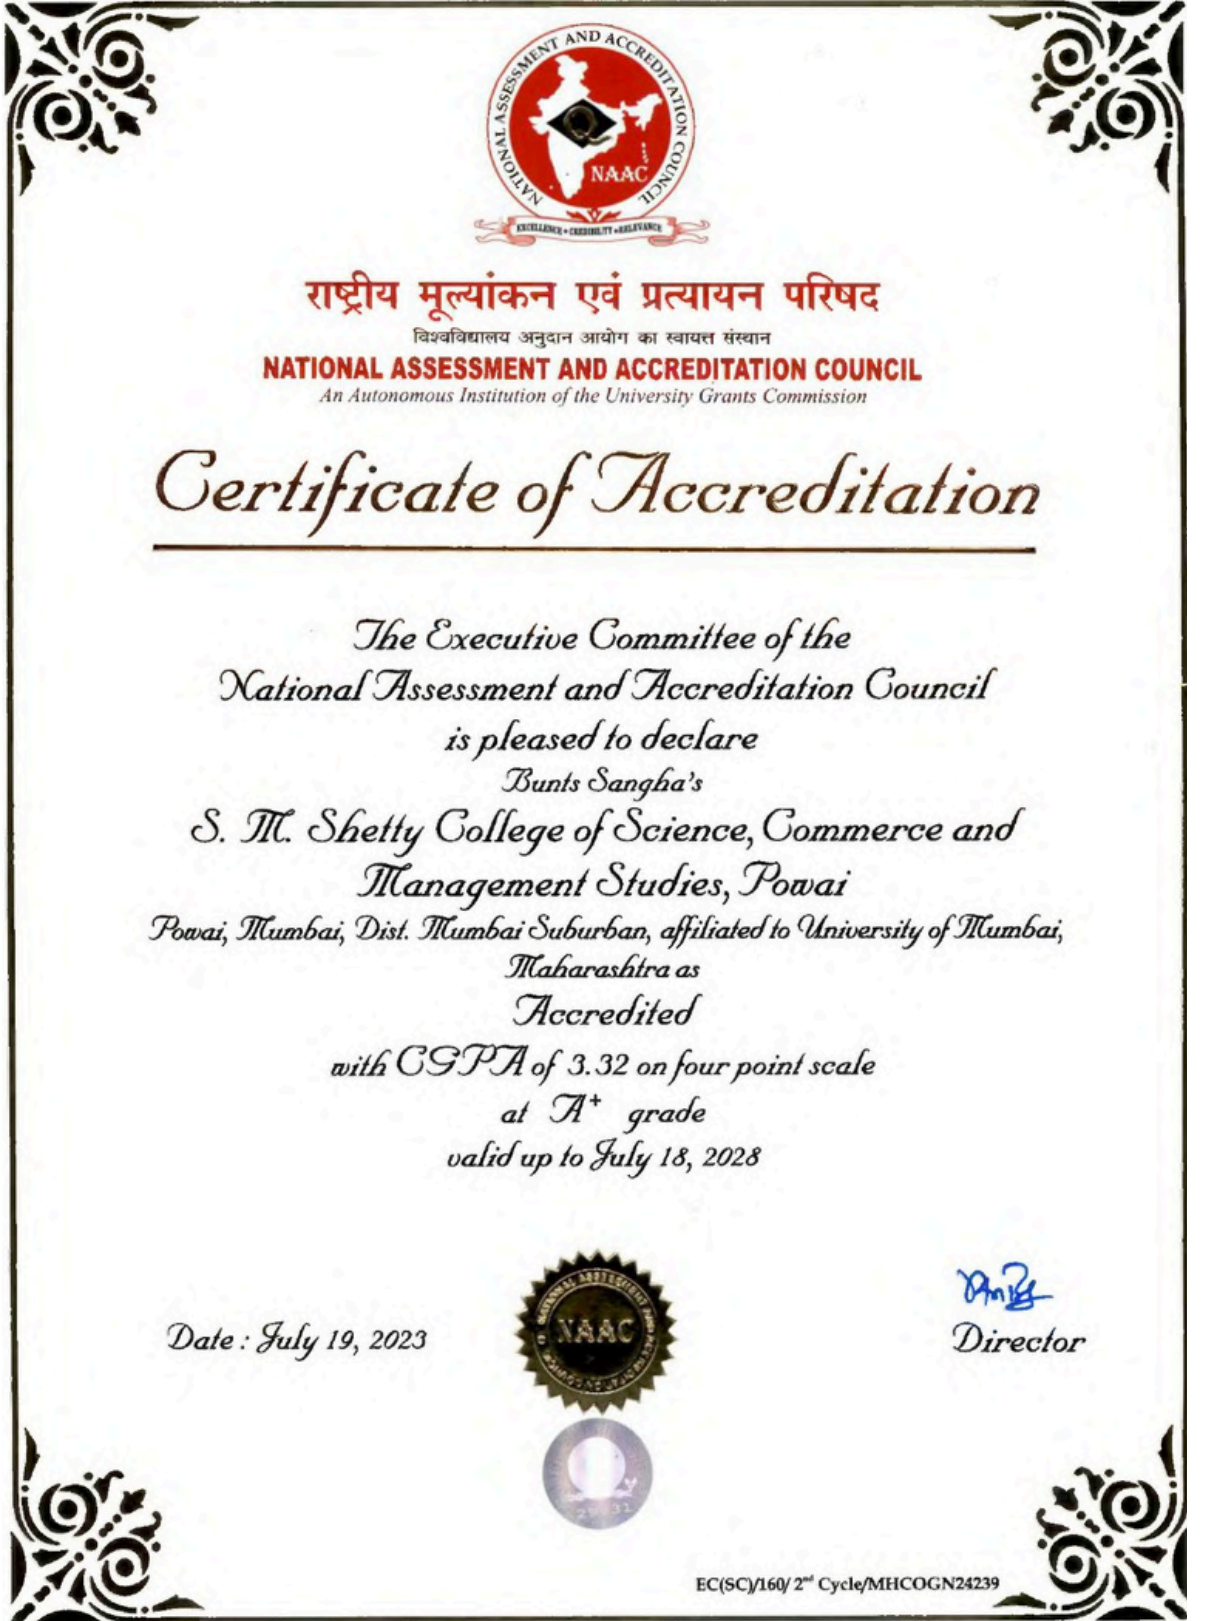 NATIONAL ASSESSMENT AND ACCREDITATION COUNCIL
NAAC
EXCELLENCE • CREDIBILITY • RELEVANCE
राष्ट्रीय मूल्यांकन एवं प्रत्यायन परिषद
विश्वविद्यालय अनुदान आयोग का स्वायत्त संस्थान
NATIONAL ASSESSMENT AND ACCREDITATION COUNCIL
An Autonomous Institution of the University Grants Commission
Certificate of Accreditation
The Executive Committee of the
National Assessment and Accreditation Council
is pleased to declare
Bunts Sangha's
S. M. Shetty College of Science, Commerce and
Management Studies, Powai
Powai, Mumbai, Dist. Mumbai Suburban, affiliated to University of Mumbai,
Maharashtra as
Accredited
with CGPA of 3.32 on four point scale
at A+ grade
valid up to July 18, 2028
Date : July 19, 2023
NAAC
Director
EC(SC)/160/ 2nd Cycle/MHCOGN24239